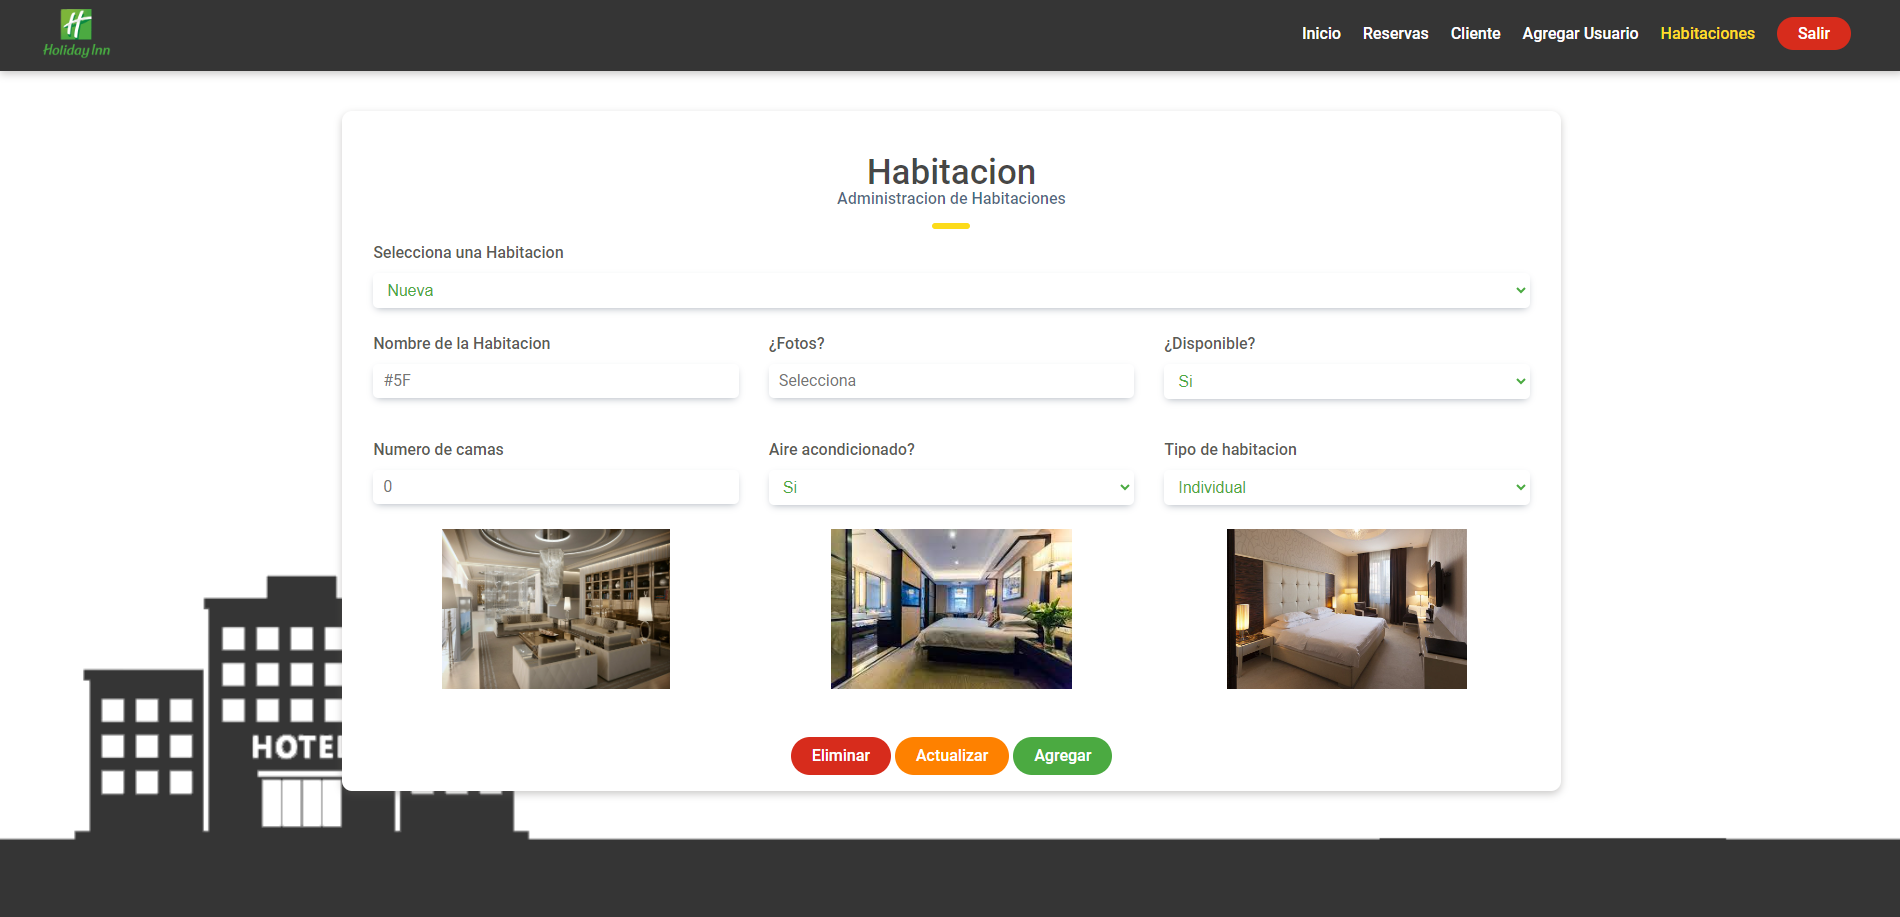 Holiday Inn
Inicio Reservas Cliente Agregar Usuario Habitaciones Salir
Habitacion
Administracion de Habitaciones
Selecciona una Habitacion
Nueva
Nombre de la Habitacion ¿Fotos? ¿Disponible?
#5F Selecciona Si
Numero de camas Aire acondicionado? Tipo de habitacion
0 Si Individual
HOTE
Eliminar Actualizar Agregar